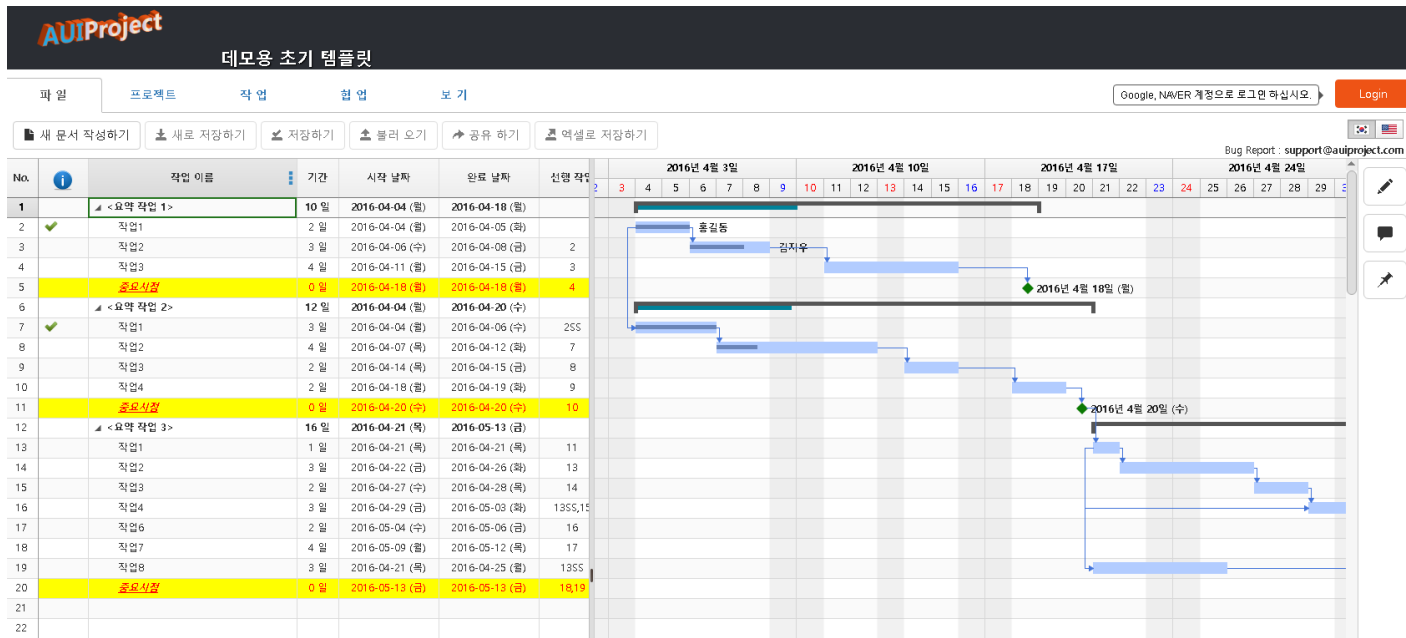 AUIProject
데모용 초기 템플릿
파 일 프로젝트 작 업 협 업 보 기
Google, NAVER 계정으로 로그인 하십시오. Login
새 문서 작성하기 새로 저장하기 저장하기 불러 오기 공유 하기 엑셀로 저장하기
Bug Report : support@auiproject.com
No. 작업 이름 기간 시작 날짜 완료 날짜 선행 작업
2016년 4월 3일 2016년 4월 10일 2016년 4월 17일 2016년 4월 24일
2 3 4 5 6 7 8 9 10 11 12 13 14 15 16 17 18 19 20 21 22 23 24 25 26 27 28 29 3
1 <요약 작업 1> 10 일 2016-04-04 (월) 2016-04-18 (월)
2 작업1 2 일 2016-04-04 (월) 2016-04-05 (화) 홍길동
3 작업2 3 일 2016-04-06 (수) 2016-04-08 (금) 2 김지우
4 작업3 4 일 2016-04-11 (월) 2016-04-15 (금) 3
5 중요시점 0 일 2016-04-18 (월) 2016-04-18 (월) 4 2016년 4월 18일 (월)
6 <요약 작업 2> 12 일 2016-04-04 (월) 2016-04-20 (수)
7 작업1 3 일 2016-04-04 (월) 2016-04-06 (수) 2SS
8 작업2 4 일 2016-04-07 (목) 2016-04-12 (화) 7
9 작업3 2 일 2016-04-14 (목) 2016-04-15 (금) 8
10 작업4 2 일 2016-04-18 (월) 2016-04-19 (화) 9
11 중요시점 0 일 2016-04-20 (수) 2016-04-20 (수) 10 2016년 4월 20일 (수)
12 <요약 작업 3> 16 일 2016-04-21 (목) 2016-05-13 (금)
13 작업1 1 일 2016-04-21 (목) 2016-04-21 (목) 11
14 작업2 3 일 2016-04-22 (금) 2016-04-26 (화) 13
15 작업3 2 일 2016-04-27 (수) 2016-04-28 (목) 14
16 작업4 3 일 2016-04-29 (금) 2016-05-03 (화) 13SS,15
17 작업6 2 일 2016-05-04 (수) 2016-05-06 (금) 16
18 작업7 4 일 2016-05-09 (월) 2016-05-12 (목) 17
19 작업8 3 일 2016-04-21 (목) 2016-04-25 (월) 13SS
20 중요시점 0 일 2016-05-13 (금) 2016-05-13 (금) 18,19
21
22